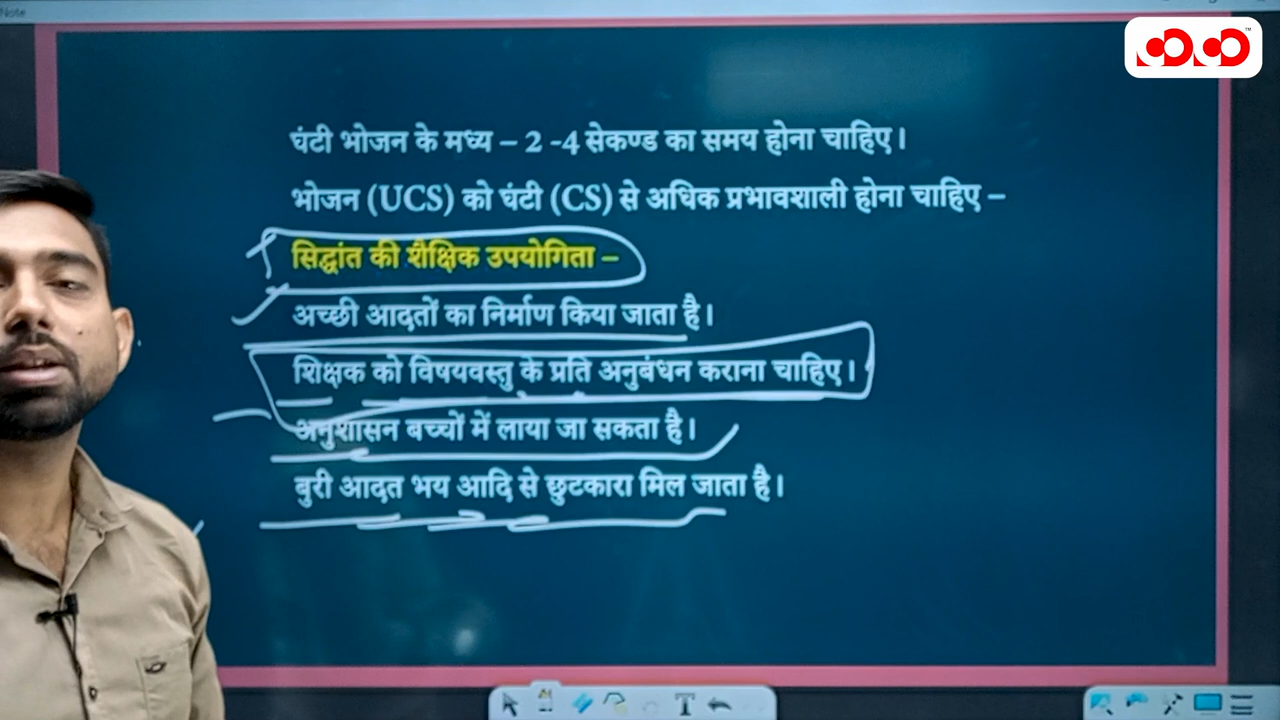 Note
घंटी भोजन के मध्य – 2 -4 सेकण्ड का समय होना चाहिए।
भोजन (UCS) को घंटी (CS) से अधिक प्रभावशाली होना चाहिए –
सिद्धांत की शैक्षिक उपयोगिता –
अच्छी आदतों का निर्माण किया जाता है।
शिक्षक को विषयवस्तु के प्रति अनुबंधन कराना चाहिए।
अनुशासन बच्चों में लाया जा सकता है।
बुरी आदत भय आदि से छुटकारा मिल जाता है।